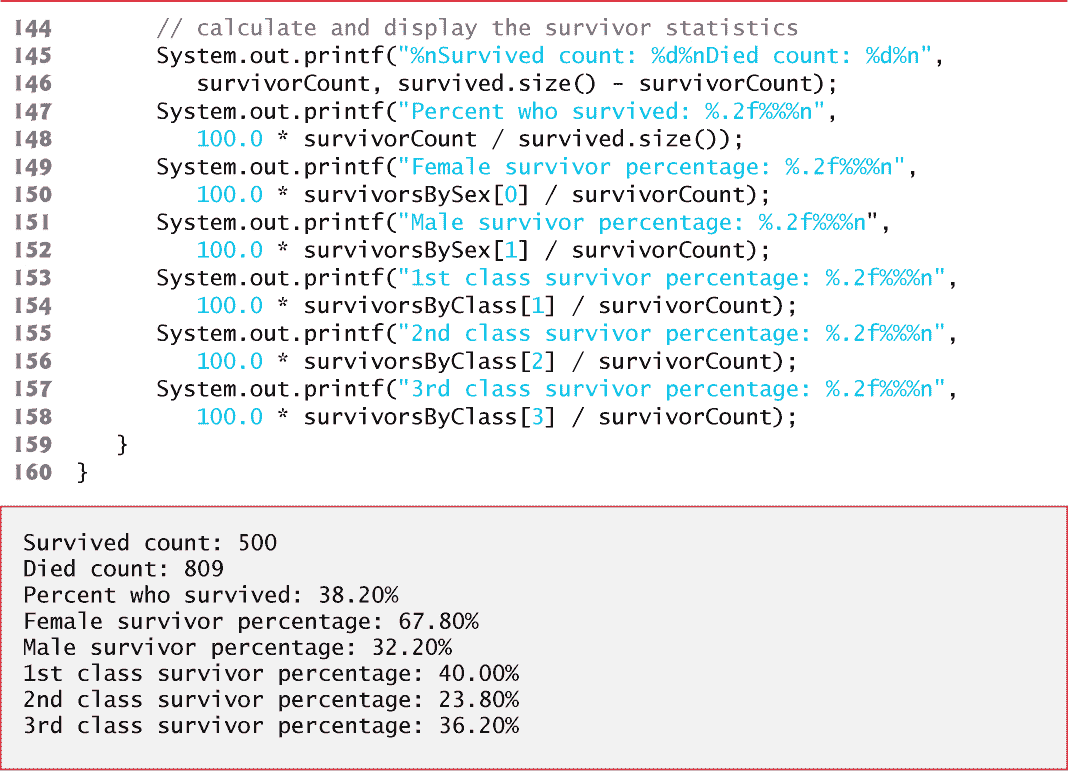 144 // calculate and display the survivor statistics
145 System.out.printf("%nSurvived count: %d%nDied count: %d%n",
146 survivorCount, survived.size() - survivorCount);
147 System.out.printf("Percent who survived: %.2f%%%n",
148 100.0 * survivorCount / survived.size());
149 System.out.printf("Female survivor percentage: %.2f%%%n",
150 100.0 * survivorsBySex[0] / survivorCount);
151 System.out.printf("Male survivor percentage: %.2f%%%n",
152 100.0 * survivorsBySex[1] / survivorCount);
153 System.out.printf("1st class survivor percentage: %.2f%%%n",
154 100.0 * survivorsByClass[1] / survivorCount);
155 System.out.printf("2nd class survivor percentage: %.2f%%%n",
156 100.0 * survivorsByClass[2] / survivorCount);
157 System.out.printf("3rd class survivor percentage: %.2f%%%n",
158 100.0 * survivorsByClass[3] / survivorCount);
159 }
160 }
Survived count: 500
Died count: 809
Percent who survived: 38.20%
Female survivor percentage: 67.80%
Male survivor percentage: 32.20%
1st class survivor percentage: 40.00%
2nd class survivor percentage: 23.80%
3rd class survivor percentage: 36.20%